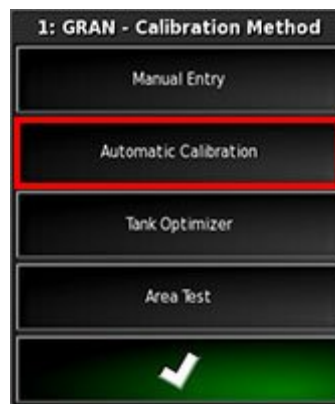 1: GRAN - Calibration Method
Manual Entry
Automatic Calibration
Tank Optimizer
Area Test